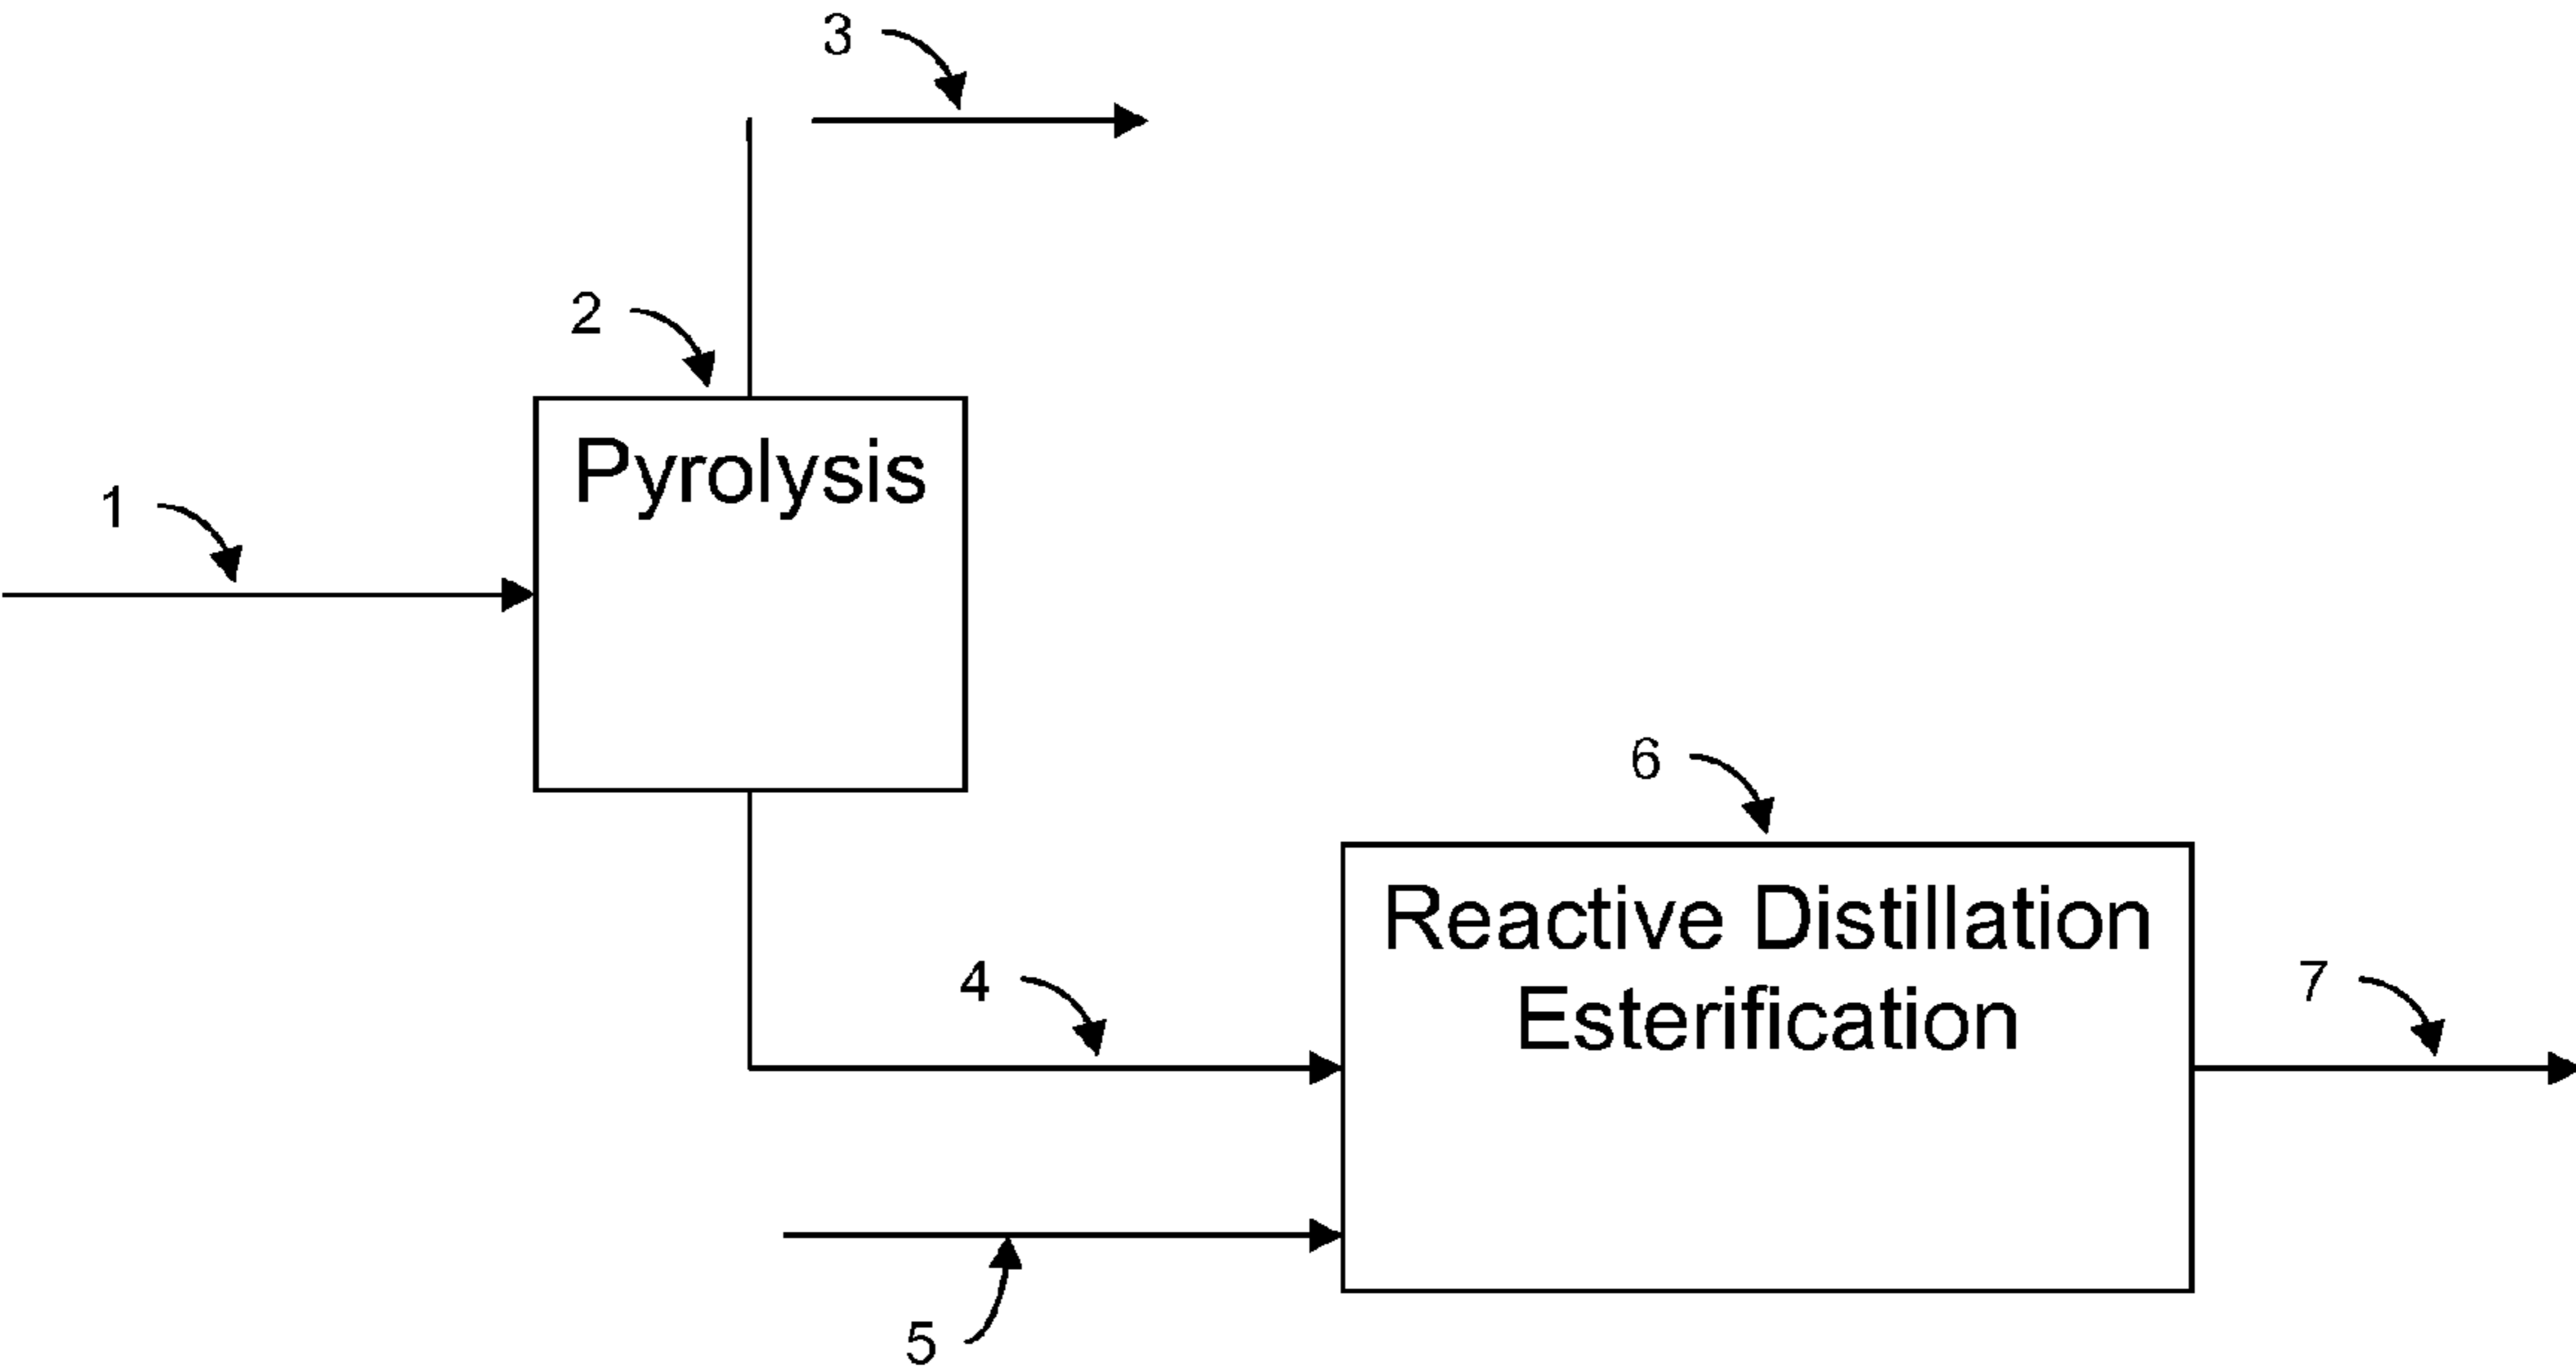 3
2
Pyrolysis
1
6
Reactive Distillation
Esterification
4
7
5